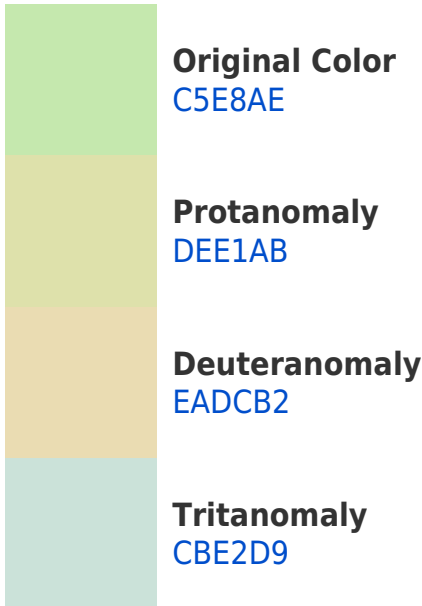 Original Color
C5E8AE
Protanomaly
DEE1AB
Deuteranomaly
EADCB2
Tritanomaly
CBE2D9